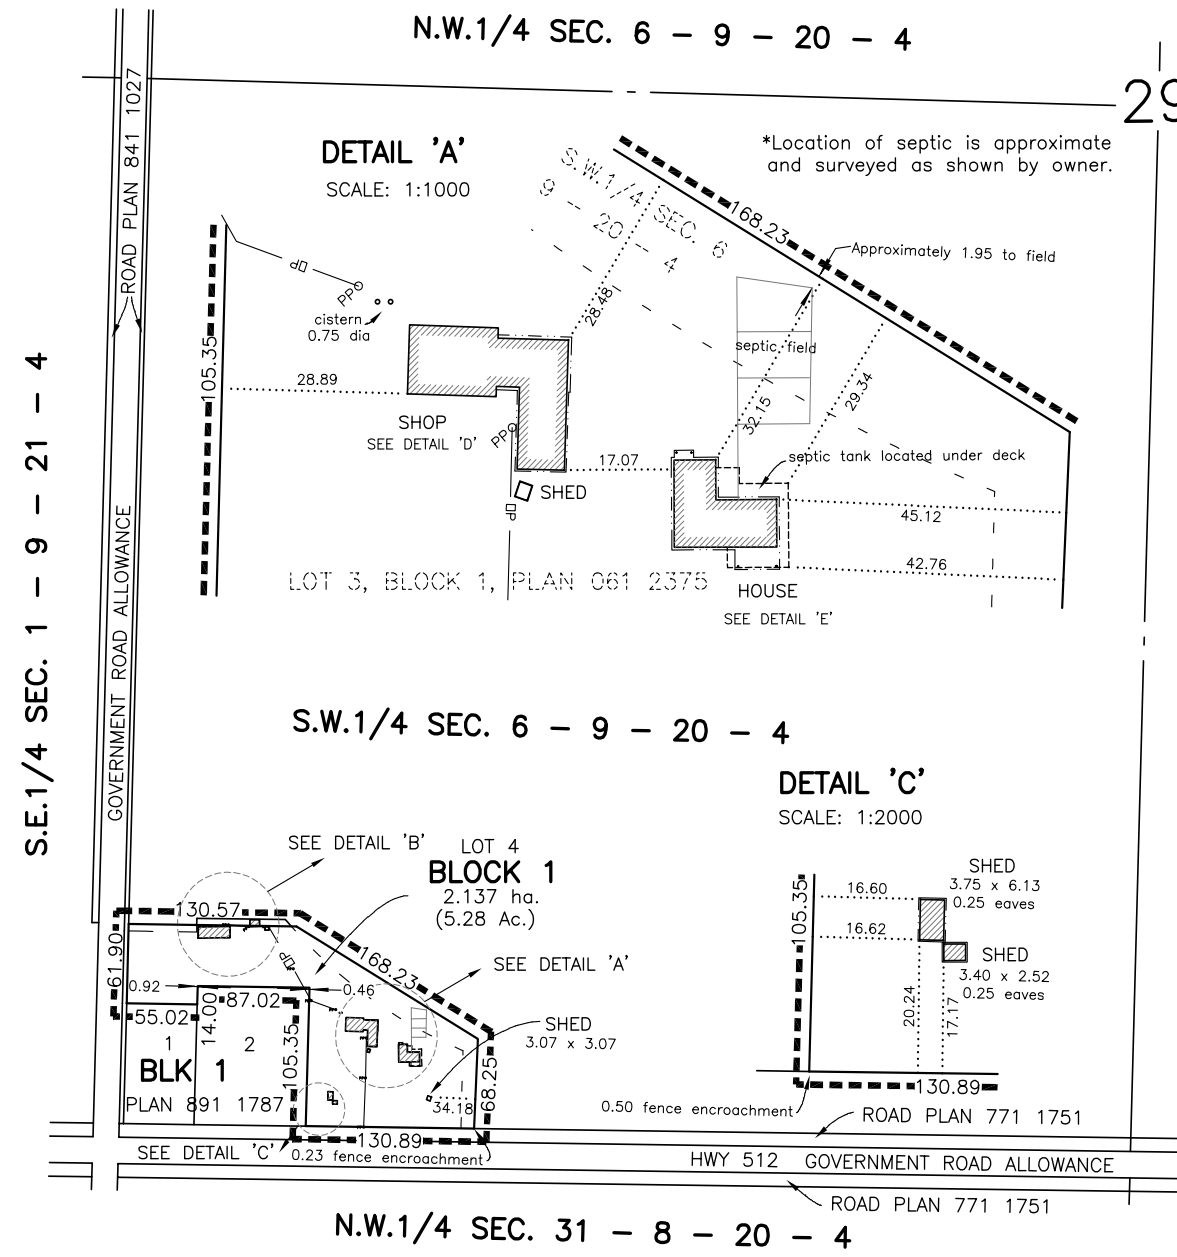 N.W.1/4 SEC. 6 - 9 - 20 - 4
29
ROAD PLAN 841 1027
DETAIL 'A'
SCALE: 1:1000
*Location of septic is approximate
and surveyed as shown by owner.
S.W.1/4 SEC. 6
9 - 20 - 4
168.23
Approximately 1.95 to field
DP
PP
cistern
0.75 dia
28.48
septic field
105.35
28.89
32.15
29.34
SHOP
SEE DETAIL 'D'
PP
17.07
septic tank located under deck
SHED
DP
45.12
42.76
LOT 3, BLOCK 1, PLAN 061 2375
HOUSE
SEE DETAIL 'E'
S.E.1/4 SEC. 1 - 9 - 21 - 4
GOVERNMENT ROAD ALLOWANCE
S.W.1/4 SEC. 6 - 9 - 20 - 4
DETAIL 'C'
SCALE: 1:2000
SEE DETAIL 'B'
LOT 4
BLOCK 1
2.137 ha.
(5.28 Ac.)
SHED
3.75 x 6.13
0.25 eaves
16.60
105.35
16.62
SHED
3.40 x 2.52
0.25 eaves
20.24
17.17
130.89
0.50 fence encroachment
130.57
61.90
168.23
SEE DETAIL 'A'
DP
0.92
0.46
87.02
14.00
55.02
105.35
SHED
3.07 x 3.07
1
2
BLK 1
PLAN 891 1787
34.18
68.25
130.89
SEE DETAIL 'C'
0.23 fence encroachment
ROAD PLAN 771 1751
HWY 512 GOVERNMENT ROAD ALLOWANCE
ROAD PLAN 771 1751
N.W.1/4 SEC. 31 - 8 - 20 - 4